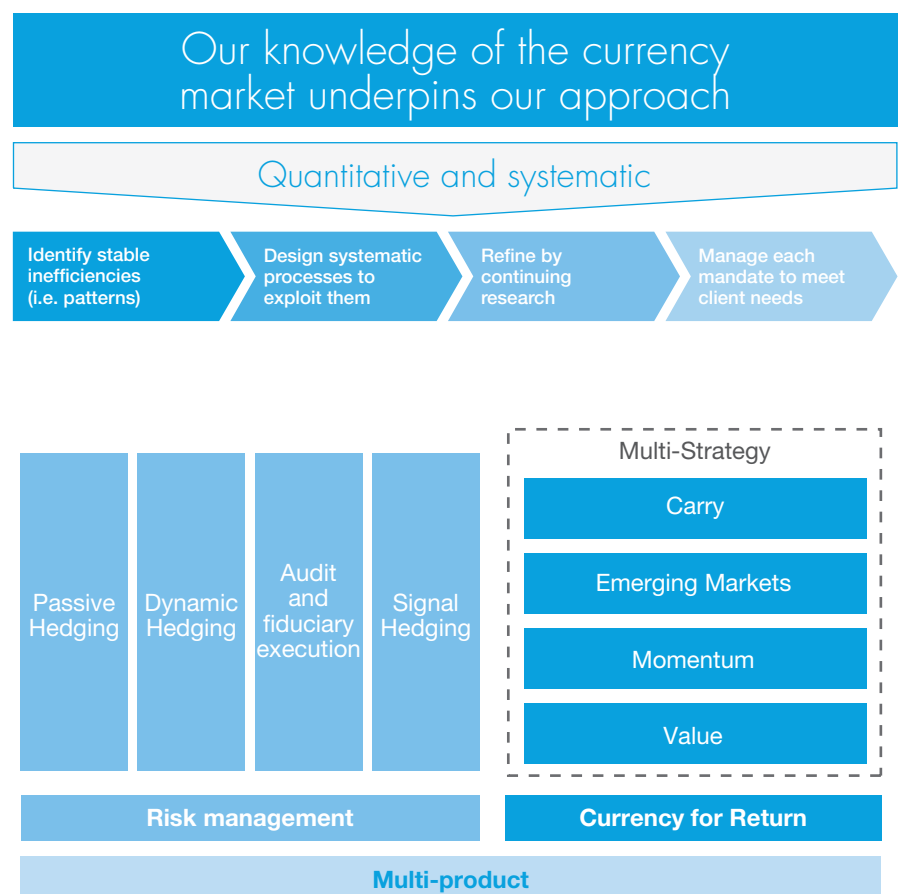 Our knowledge of the currency
market underpins our approach
Quantitative and systematic
Identify stable
inefficiencies
(i.e. patterns)
Design systematic
processes to
exploit them
Refine by
continuing
research
Manage each
mandate to meet
client needs
Passive
Hedging
Dynamic
Hedging
Audit
and
fiduciary
execution
Signal
Hedging
Multi-Strategy
Carry
Emerging Markets
Momentum
Value
Risk management
Currency for Return
Multi-product